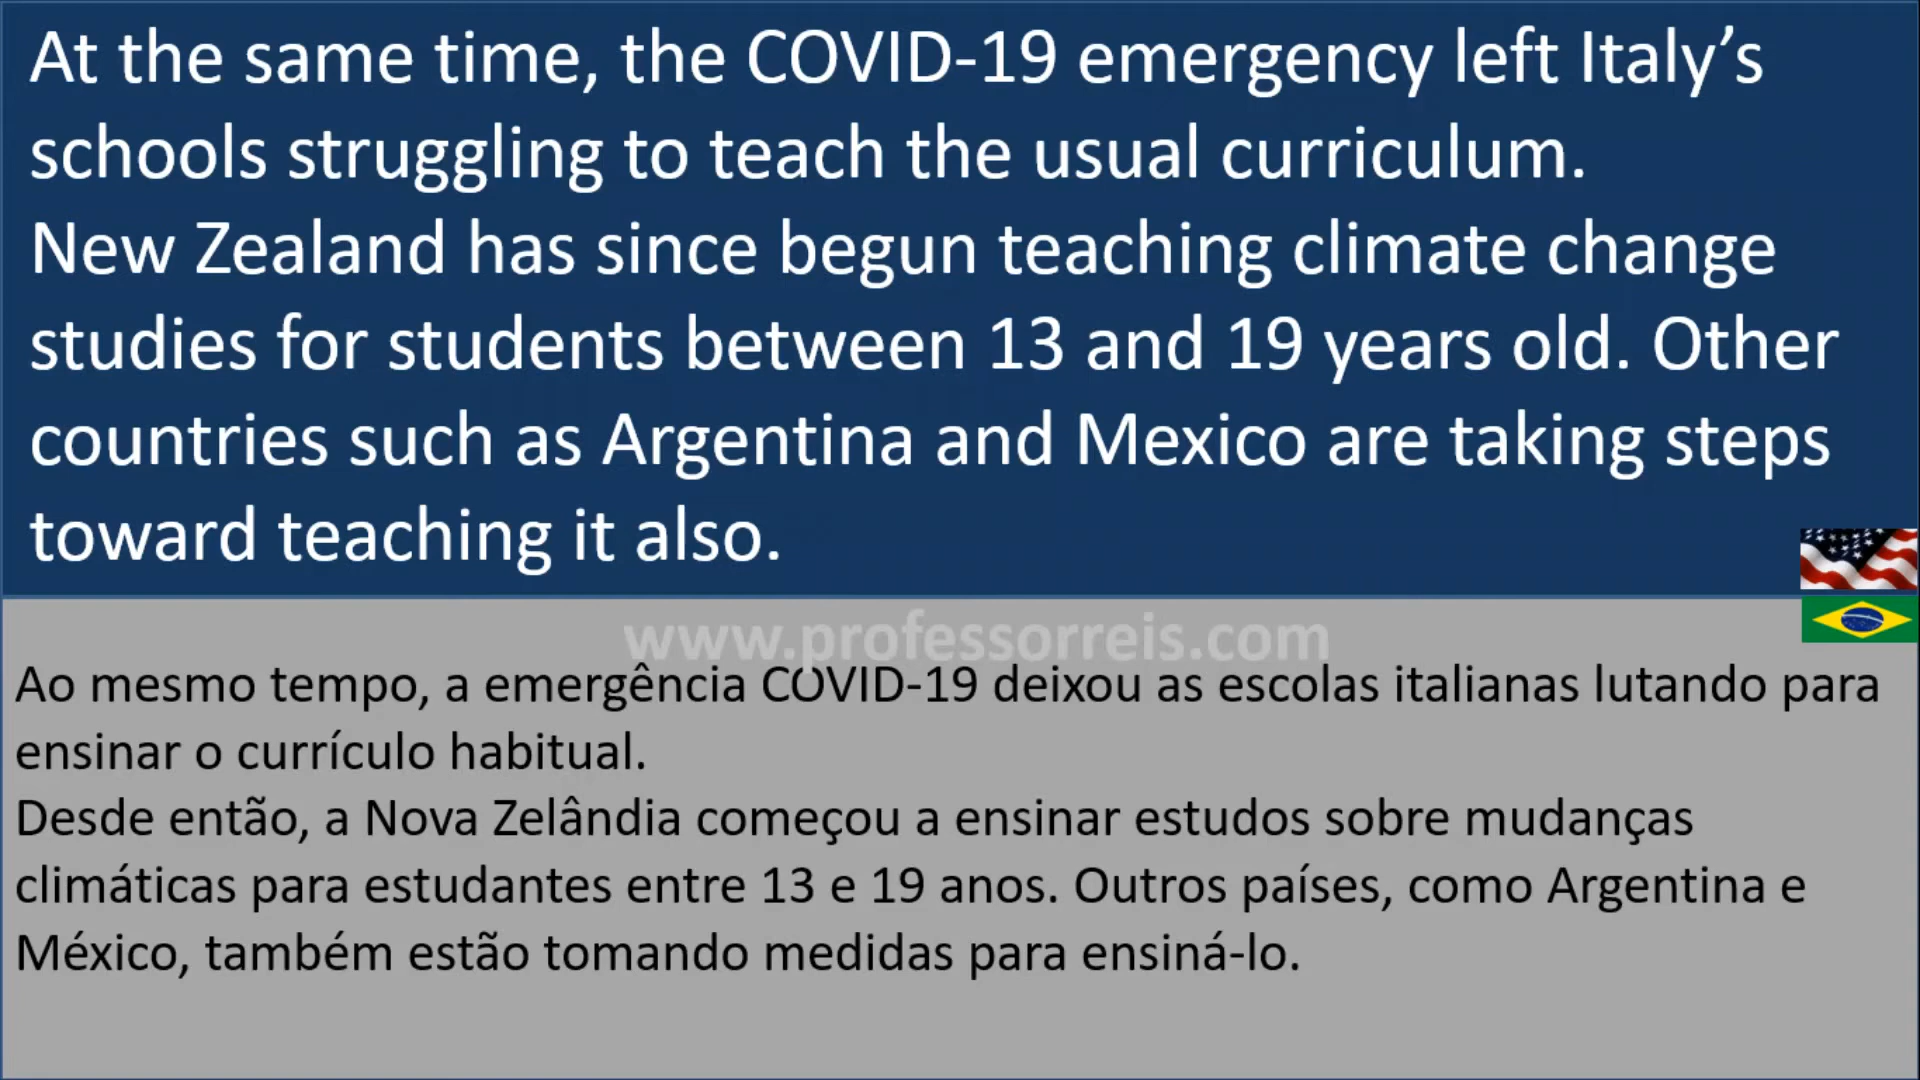 At the same time, the COVID-19 emergency left Italy’s
schools struggling to teach the usual curriculum.
New Zealand has since begun teaching climate change
studies for students between 13 and 19 years old. Other
countries such as Argentina and Mexico are taking steps
toward teaching it also.
www.professorreis.com
Ao mesmo tempo, a emergência COVID-19 deixou as escolas italianas lutando para
ensinar o currículo habitual.
Desde então, a Nova Zelândia começou a ensinar estudos sobre mudanças
climáticas para estudantes entre 13 e 19 anos. Outros países, como Argentina e
México, também estão tomando medidas para ensiná-lo.